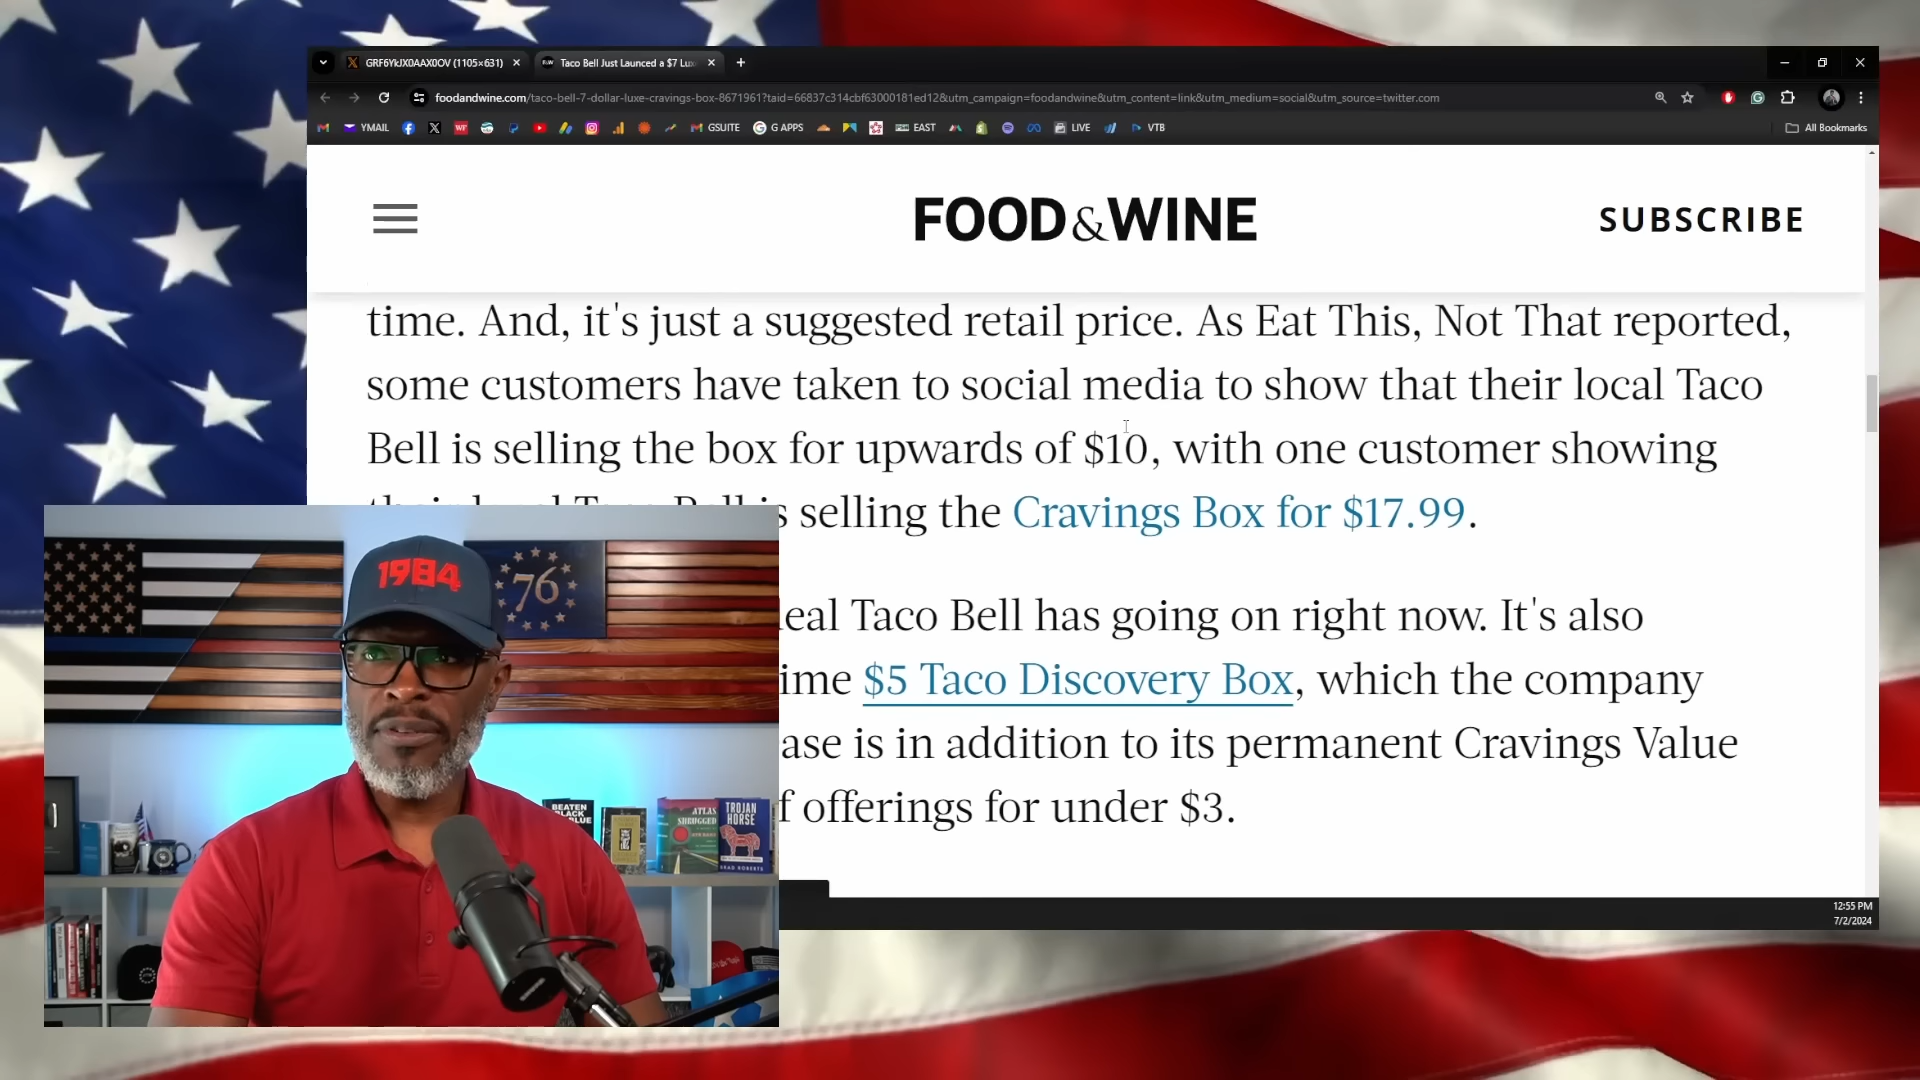 GRF6YkJX0AAX0OV (1105×631)
Taco Bell Just Launced a $7 Lux
foodandwine.com/taco-bell-7-dollar-luxe-cravings-box-8671961?taid=66837c314cbf63000181ed12&utm_campaign=foodandwine&utm_content=link&utm_medium=social&utm_source=twitter.com
YMAIL GSUITE G APPS EAST LIVE VTB All Bookmarks
FOOD&WINE
SUBSCRIBE
time. And, it's just a suggested retail price. As Eat This, Not That reported,
some customers have taken to social media to show that their local Taco
Bell is selling the box for upwards of $10, with one customer showing
selling the Cravings Box for $17.99.
eal Taco Bell has going on right now. It's also
ime $5 Taco Discovery Box, which the company
ase is in addition to its permanent Cravings Value
f offerings for under $3.
1984
76
BEATEN
BLACK
ATLAS
SHRUGGED
TROJAN
HORSE
BRAD ROBERTS
12:55 PM
7/2/2024